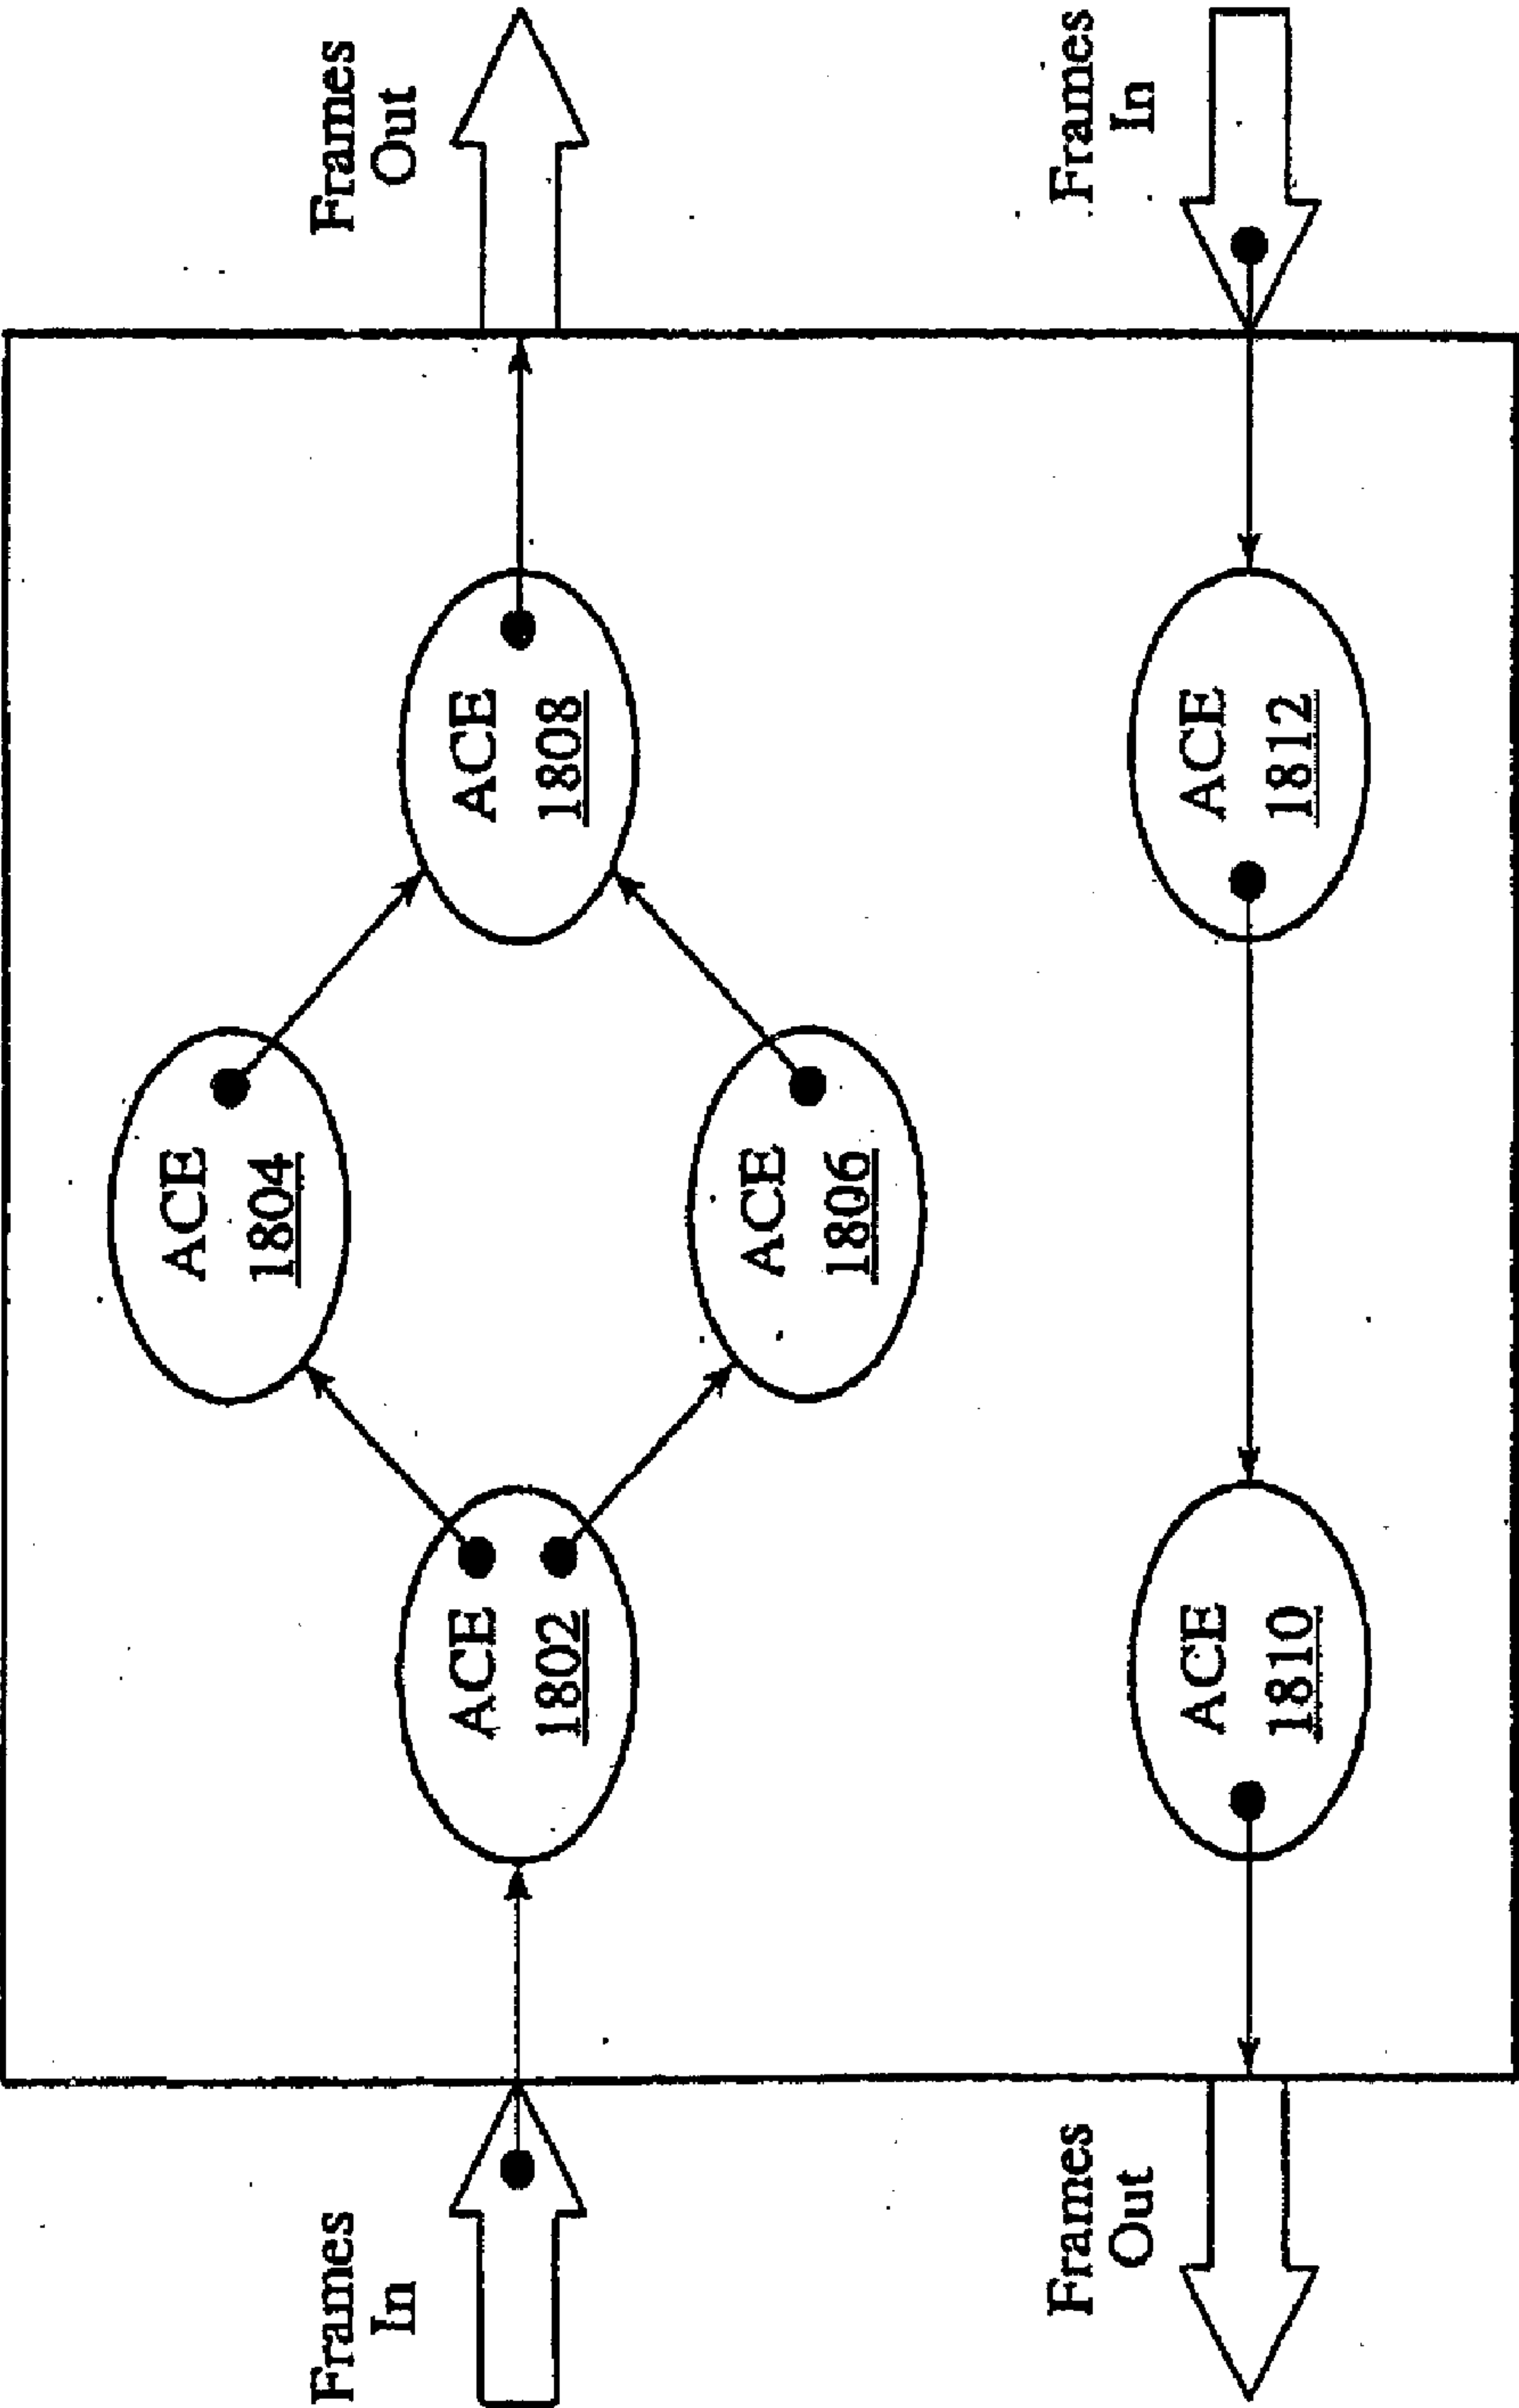 Frames
In
ACE
1802
ACE
1804
ACE
1806
ACE
1808
Frames
Out
Frames
Out
ACE
1810
ACE
1812
Frames
In